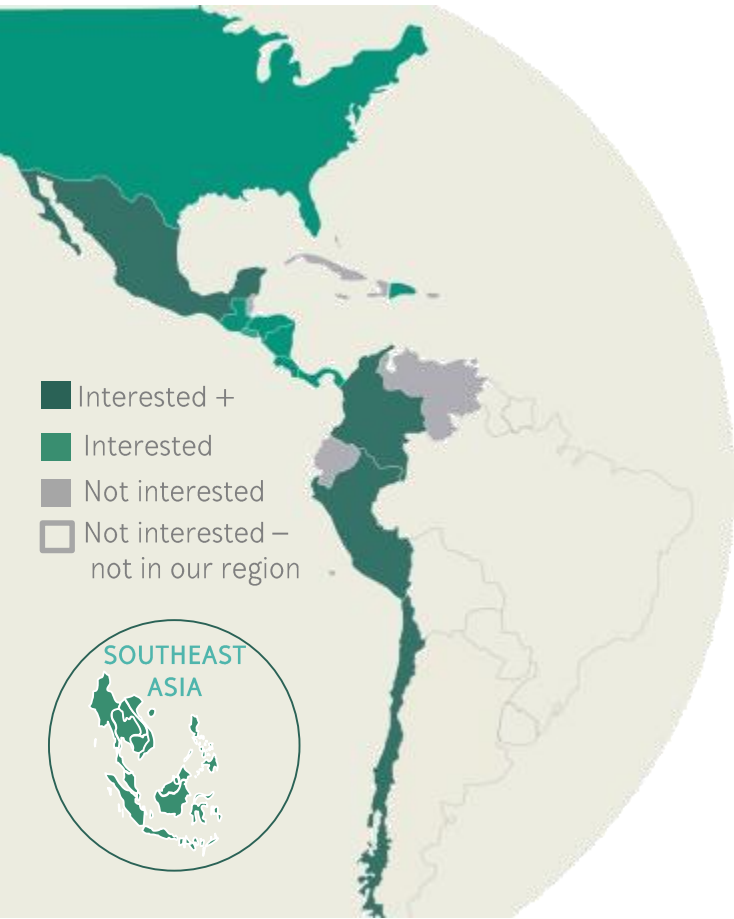 Interested +
Interested
Not interested
Not interested –
not in our region
SOUTHEAST
ASIA